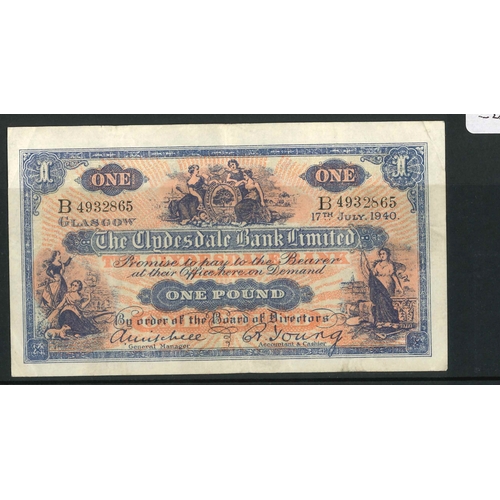 ONE ONE
B 4932865 B 4932865
GLASGOW 17TH JULY. 1940.
The Clydesdale Bank Limited
Promise to pay to the Bearer
at their Office here on Demand
ONE POUND
By order of the Board of Directors
R Young
General Manager. Accountant & Cashier